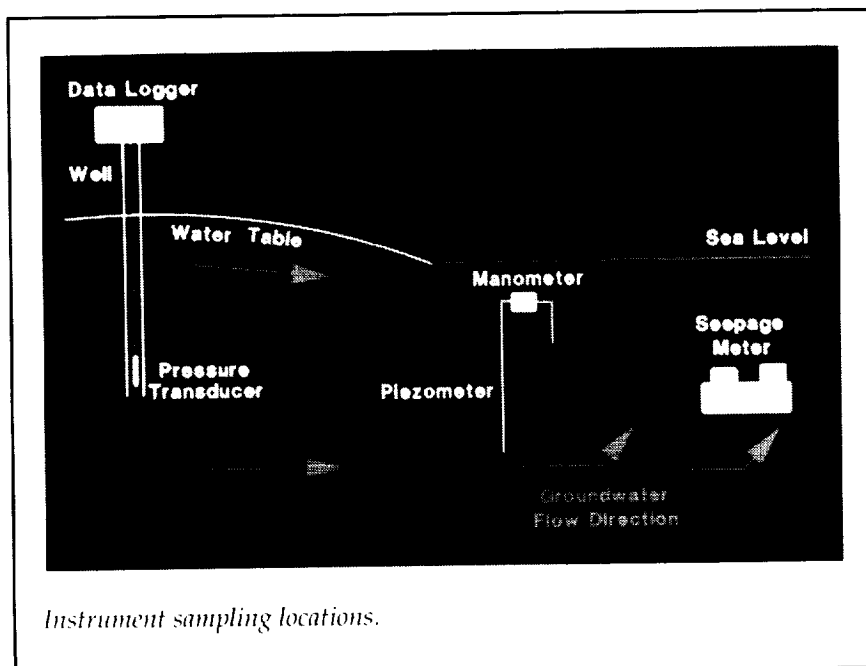 Data Logger
Well
Water Table
Sea Level
Manometer
Seepage
Meter
Pressure
Transducer
Piezometer
Groundwater
Flow Direction
Instrument sampling locations.